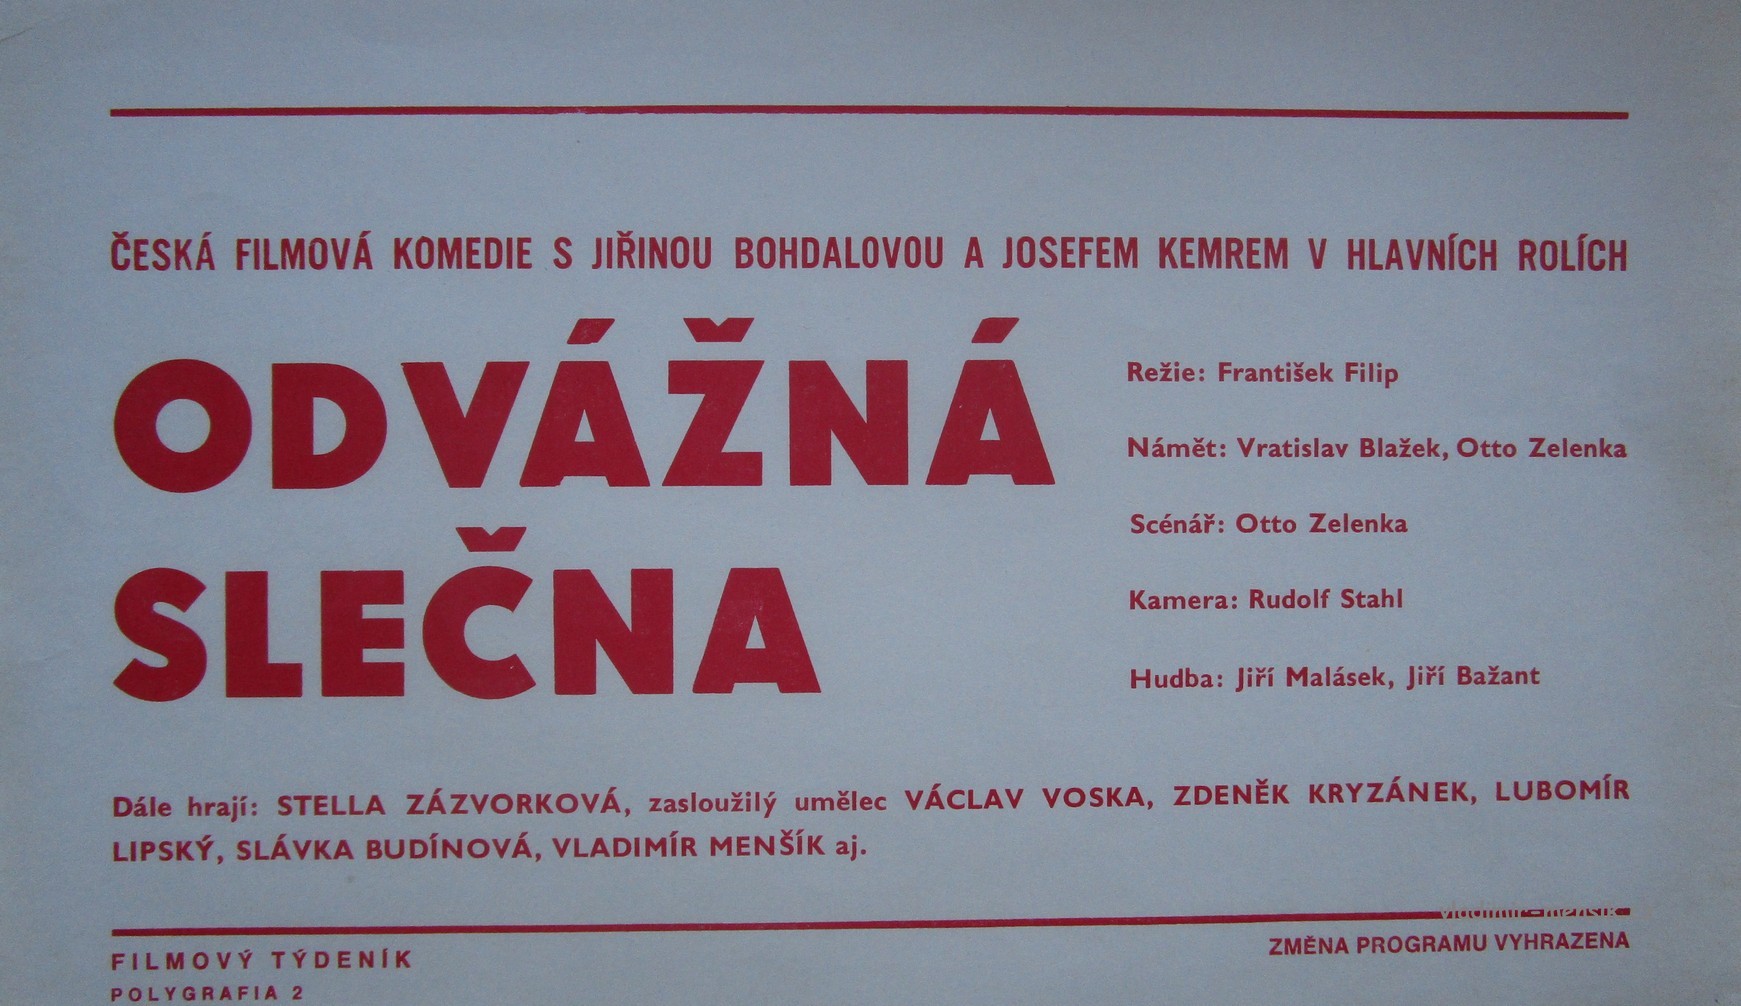 ČESKÁ FILMOVÁ KOMEDIE S JIŘINOU BOHDALOVOU A JOSEFEM KEMREM V HLAVNÍCH ROLÍCH
ODVÁŽNÁ
SLEČNA
Režie: František Filip
Námět: Vratislav Blažek, Otto Zelenka
Scénář: Otto Zelenka
Kamera: Rudolf Stahl
Hudba: Jiří Malásek, Jiří Bažant
Dále hrají: STELLA ZÁZVORKOVÁ, zasloužilý umělec VÁCLAV VOSKA, ZDENĚK KRYZÁNEK, LUBOMÍR
LIPSKÝ, SLÁVKA BUDÍNOVÁ, VLADIMÍR MENŠÍK aj.
vladimir-mensik
FILMOVÝ TÝDENÍK
ZMĚNA PROGRAMU VYHRAZENA
POLYGRAFIA 2